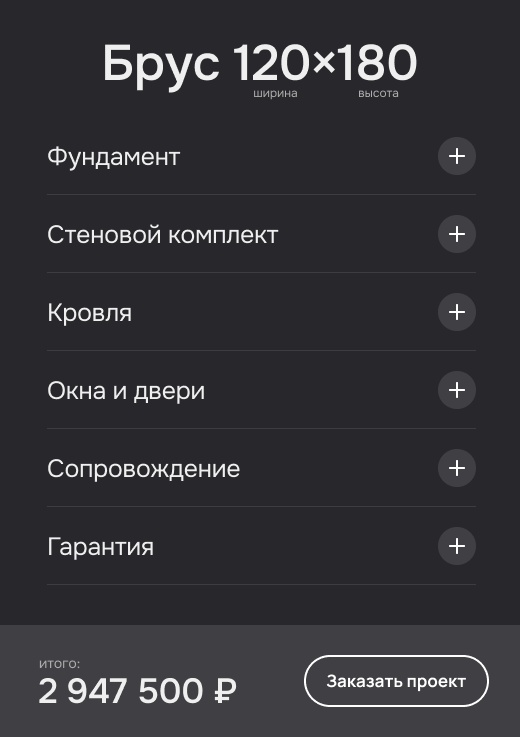 Брус 120×180
ширина высота
Фундамент
Стеновой комплект
Кровля
Окна и двери
Сопровождение
Гарантия
итого:
2 947 500 ₽
Заказать проект